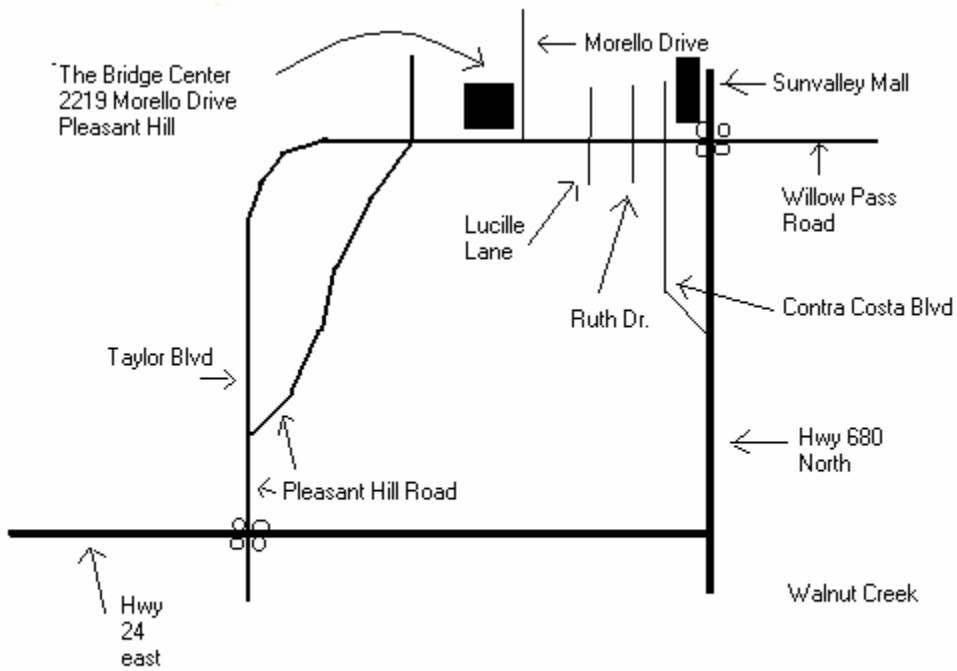 The Bridge Center
2219 Morello Drive
Pleasant Hill
Morello Drive
Sunvalley Mall
Willow Pass
Road
Lucille
Lane
Ruth Dr.
Contra Costa Blvd
Taylor Blvd
Hwy 680
North
Pleasant Hill Road
Walnut Creek
Hwy
24
east